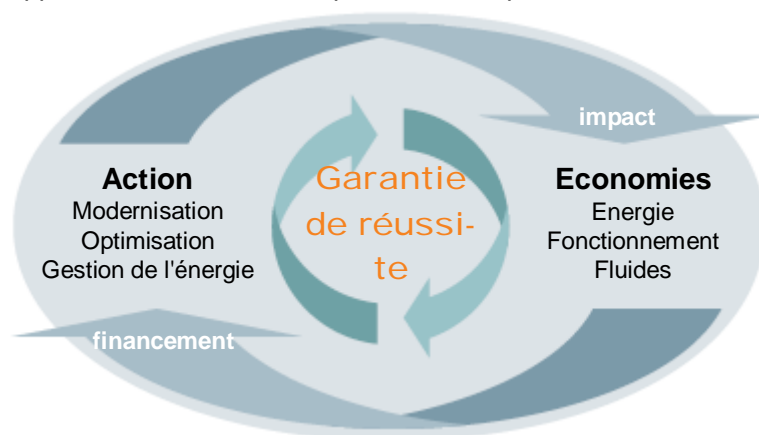 impact
Action
Modernisation
Optimisation
Gestion de l'énergie
Garantie
de réussi-
te
Economies
Energie
Fonctionnement
Fluides
financement